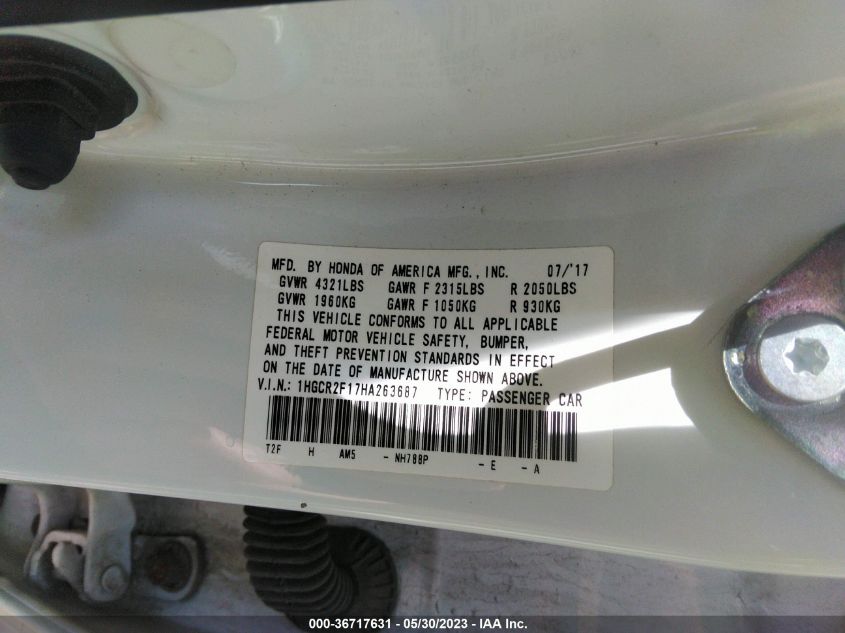 MFD. BY HONDA OF AMERICA MFG., INC. 07/'17
GVWR 4321LBS GAWR F 2315LBS R 2050LBS
GVWR 1960KG GAWR F 1050KG R 930KG
THIS VEHICLE CONFORMS TO ALL APPLICABLE
FEDERAL MOTOR VEHICLE SAFETY, BUMPER,
AND THEFT PREVENTION STANDARDS IN EFFECT
ON THE DATE OF MANUFACTURE SHOWN ABOVE.
V.I.N.: 1HGCR2F17HA263687 TYPE: PASSENGER CAR
T2F H AM5 - NH788P - E - A
000-36717631 - 05/30/2023 - IAA Inc.